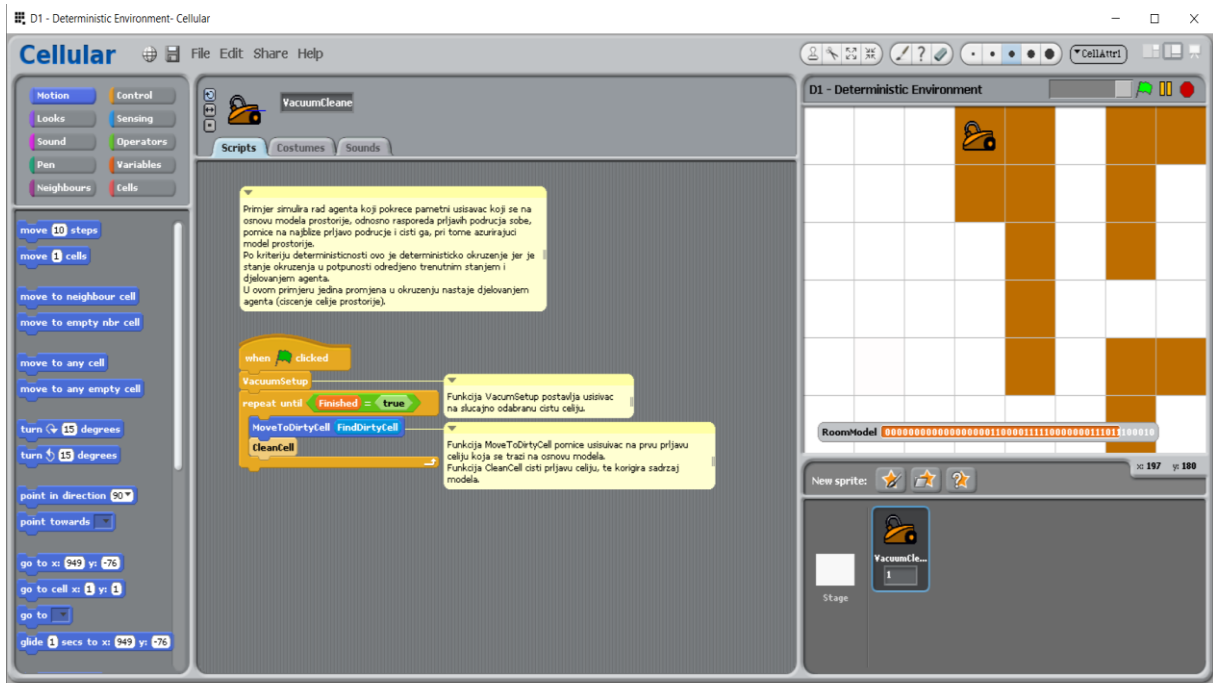 D1 - Deterministic Environment- Cellular
Cellular File Edit Share Help CellAttr1
Motion Control
Looks Sensing
Sound Operators
Pen Variables
Neighbours Cells
move 10 steps
move 1 cells
move to neighbour cell
move to empty nbr cell
move to any cell
move to any empty cell
turn 15 degrees
turn 15 degrees
point in direction 90
point towards
go to x: 949 y: -76
go to cell x: 1 y: 1
go to
glide 1 secs to x: 949 y: -76
VacuumCleane
Scripts Costumes Sounds
Primjer simulira rad agenta koji pokrece pametni usisavac koji se na
osnovu modela prostorije, odnosno rasporeda prljavih podrucja sobe,
pomice na najblize prljavo podrucje i cisti ga, pri tome azurirajuci
model prostorije.
Po kriteriju deterministicnosti ovo je deterministicko okruzenje jer je
stanje okruzenja u potpunosti odredjeno trenutnim stanjem i
djelovanjem agenta.
U ovom primjeru jedina promjena u okruzenju nastaje djelovanjem
agenta (ciscenje celije prostorije).
when clicked
VacuumSetup
repeat until Finished = true
MoveToDirtyCell FindDirtyCell
CleanCell
Funkcija VacumSetup postavlja usisivac
na slucajno odabranu cistu celiju.
Funkcija MoveToDirtyCell pomice usisuivac na prvu prljavu
celiju koja se trazi na osnovu modela.
Funkcija CleanCell cisti prljavu celiju, te korigira sadrzaj
modela.
D1 - Deterministic Environment
RoomModel
x: 197 y: 180
New sprite:
Stage
VacuumCle...
1